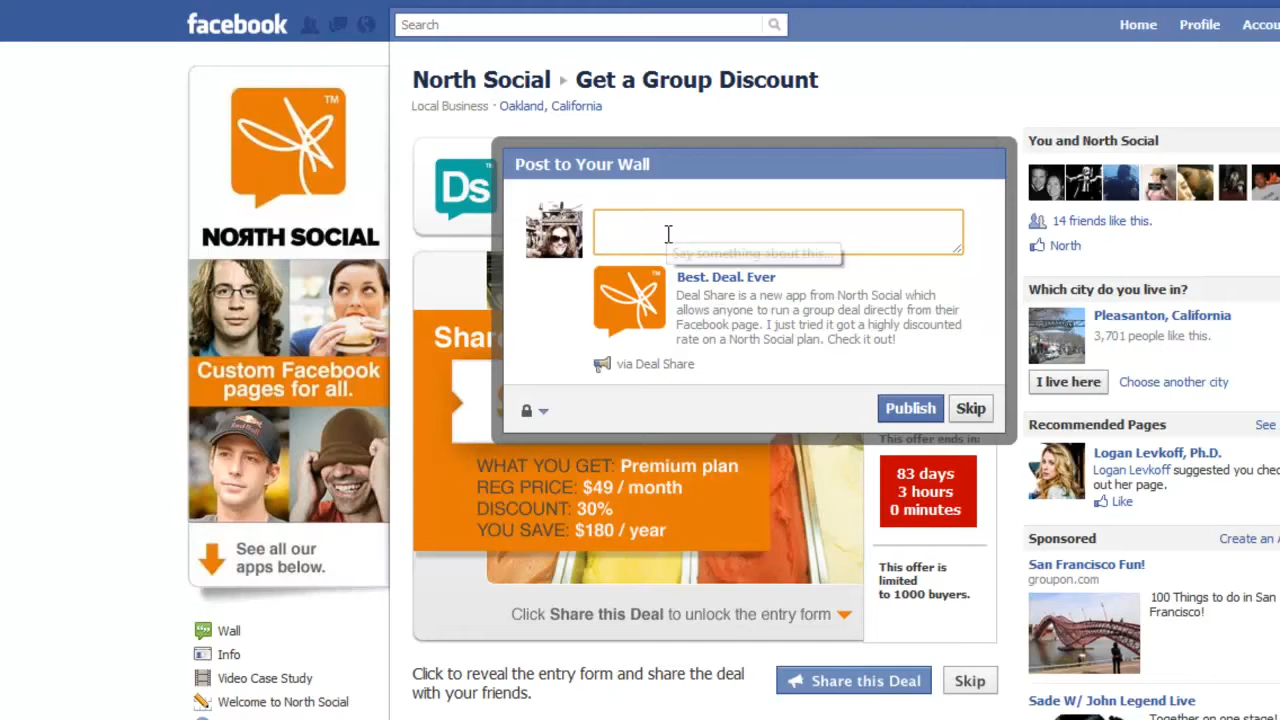 facebook
Search
Home
Profile
North Social
Get a Group Discount
Local Business · Oakland, California
TM
NORTH SOCIAL
Custom Facebook
pages for all.
See all our
apps below.
Wall
Info
Video Case Study
Welcome to North Social
Ds
Post to Your Wall
Say something about this...
TM
Best. Deal. Ever
Deal Share is a new app from North Social which
allows anyone to run a group deal directly from their
Facebook page. I just tried it got a highly discounted
rate on a North Social plan. Check it out!
via Deal Share
Publish
Skip
WHAT YOU GET: Premium plan
REG PRICE: $49 / month
DISCOUNT: 30%
YOU SAVE: $180 / year
Click Share this Deal to unlock the entry form
This offer ends in:
83 days
3 hours
0 minutes
This offer is
limited
to 1000 buyers.
Click to reveal the entry form and share the deal
with your friends.
Share this Deal
Skip
You and North Social
14 friends like this.
North
Which city do you live in?
Pleasanton, California
3,701 people like this.
I live here
Choose another city
Recommended Pages
See
Logan Levkoff, Ph.D.
Logan Levkoff suggested you
out her page.
Like
Sponsored
Create an
San Francisco Fun!
groupon.com
100 Things to do in San
Francisco!
Sade W/ John Legend Live